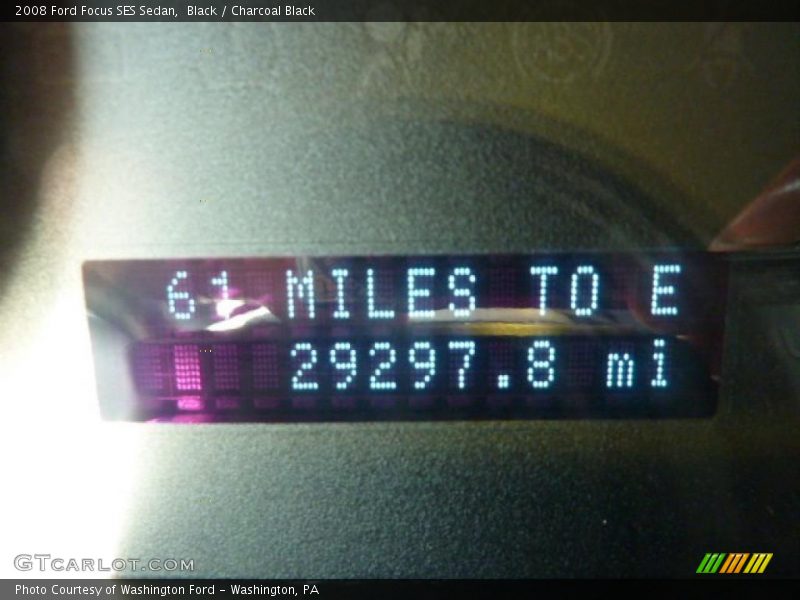 2008 Ford Focus SES Sedan,  Black / Charcoal Black
61 MILES TO E
29297.8 mi
GTCARLOT.COM
Photo Courtesy of Washington Ford - Washington, PA